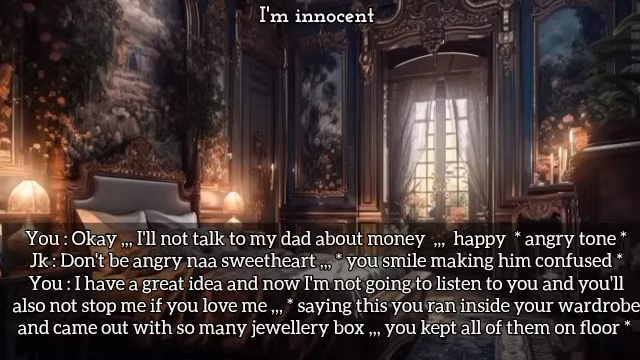 I'm innocent
You : Okay ,,, I'll not talk to my dad about money ,,, happy * angry tone *
Jk : Don't be angry naa sweetheart ,,, * you smile making him confused *
You : I have a great idea and now I'm not going to listen to you and you'll
also not stop me if you love me ,,, * saying this you ran inside your wardrobe
and came out with so many jewellery box ,,, you kept all of them on floor *